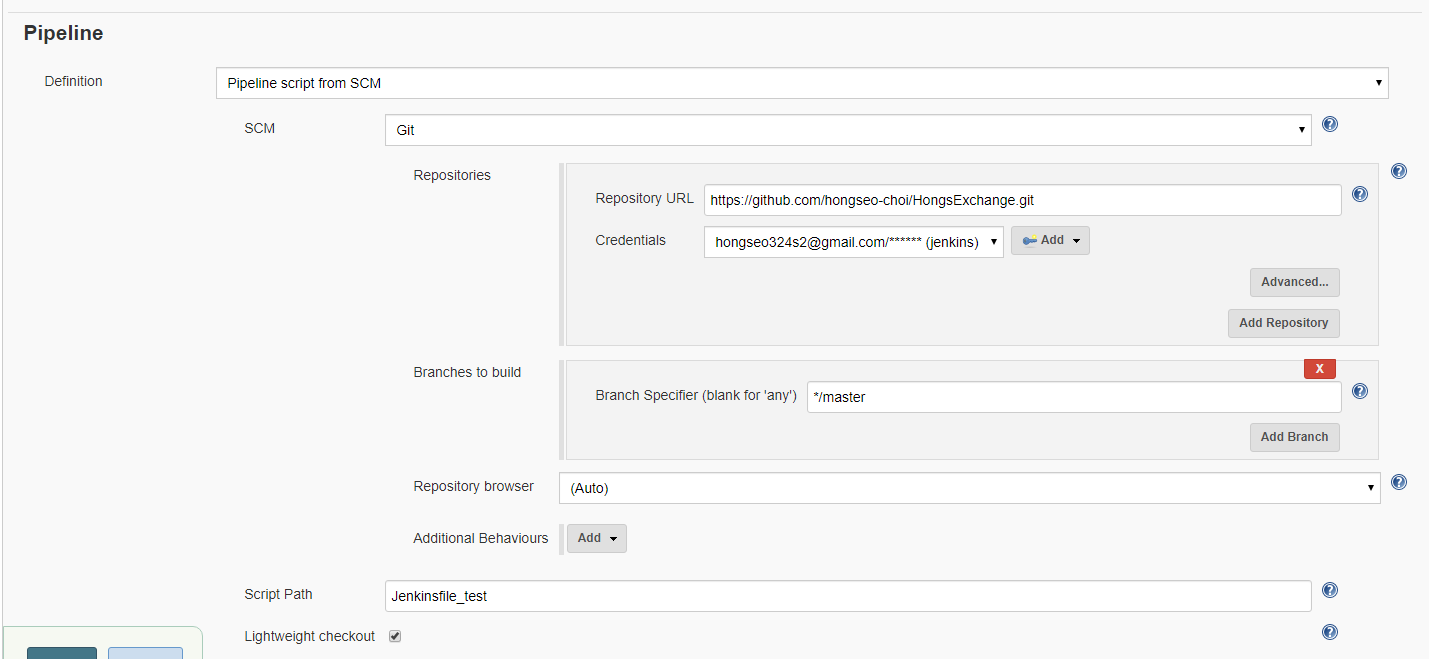 Pipeline
Definition
Pipeline script from SCM
SCM
Git
Repositories
Repository URL
https://github.com/hongseo-choi/HongsExchange.git
Credentials
hongseo324s2@gmail.com/****** (jenkins)
Add
Advanced...
Add Repository
Branches to build
X
Branch Specifier (blank for 'any')
*/master
Add Branch
Repository browser
(Auto)
Additional Behaviours
Add
Script Path
Jenkinsfile_test
Lightweight checkout